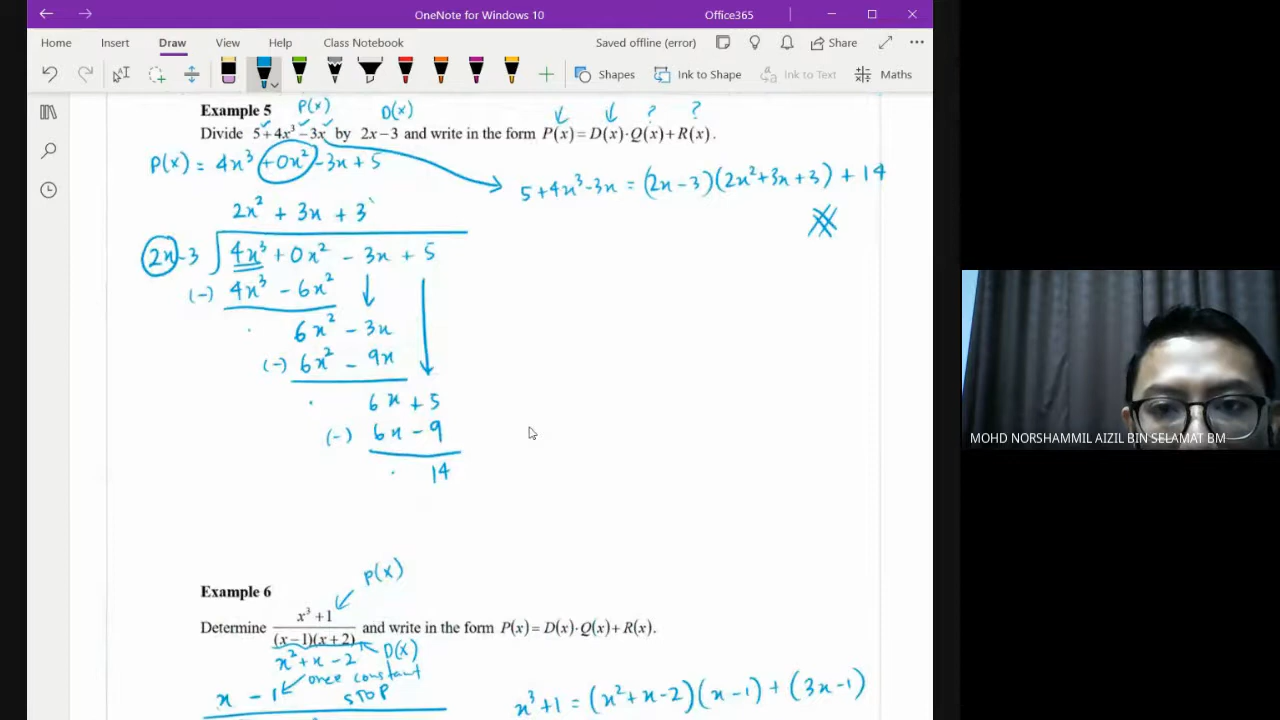 OneNote for Windows 10
Office365
Home Insert Draw View Help Class Notebook
Saved offline (error)
Share
Shapes
Ink to Shape
Ink to Text
Maths
Example 5
P(x) D(x) ? ?
Divide 5+4x³−3x by 2x−3 and write in the form P(x)=D(x)·Q(x)+R(x).
P(x) = 4x³ +0x² -3x + 5
5+4x³-3x = (2x-3)(2x²+3x+3) + 14
2x² + 3x + 3
2x-3 4x³ + 0x² - 3x + 5
(-) 4x³ - 6x²
6x² - 3x
(-) 6x² - 9x
6x + 5
(-) 6x - 9
14
MOHD NORSHAMMIL AIZIL BIN SELAMAT BM
Example 6
P(x)
Determine x³+1 / (x−1)(x+2) and write in the form P(x)=D(x)·Q(x)+R(x).
x² + x - 2 D(x)
once constant STOP
x - 1
x³+1 = (x²+x-2)(x-1) + (3x-1)